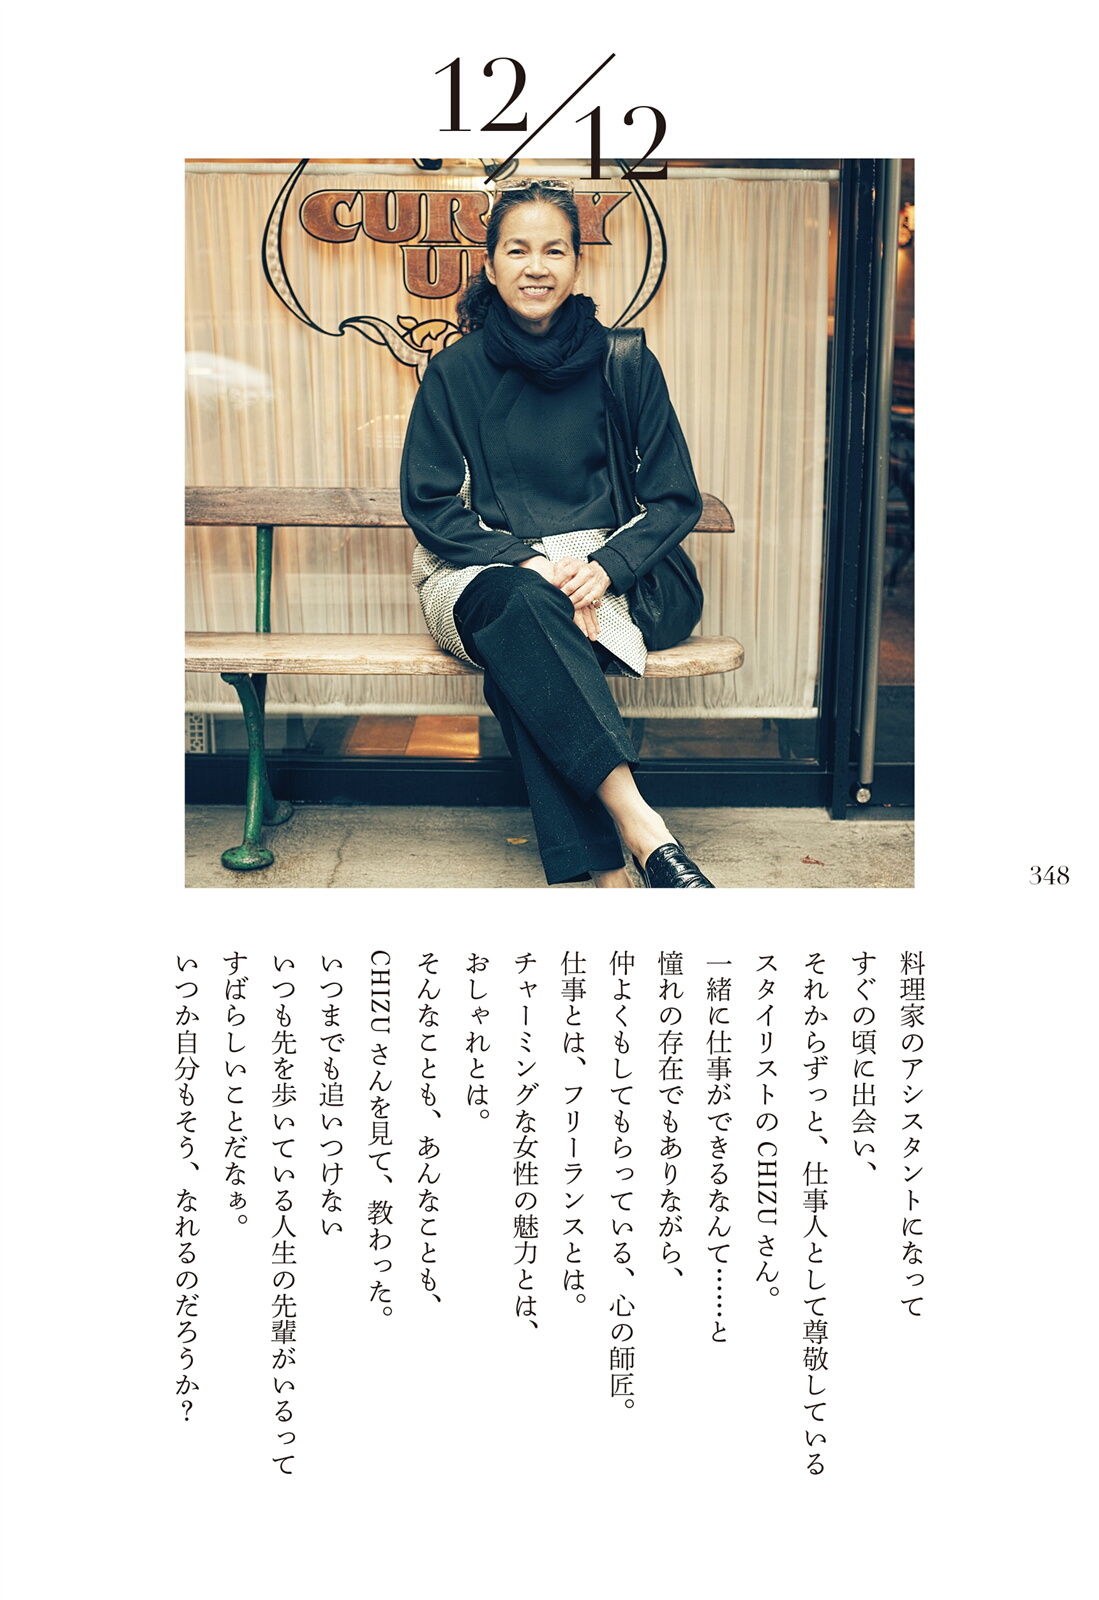 12/12
CURRY
UP
348
料理家のアシスタントになって
すぐの頃に出会い、
それからずっと、仕事人として尊敬している
スタイリストのCHIZUさん。
一緒に仕事ができるなんて……と
憧れの存在でもありながら、
仲よくもしてもらっている、心の師匠。
仕事とは、フリーランスとは。
チャーミングな女性の魅力とは、
おしゃれとは。
そんなことも、あんなことも、
CHIZUさんを見て、教わった。
いつまでも追いつけない
いつも先を歩いている人生の先輩がいるって
すばらしいことだなぁ。
いつか自分もそう、なれるのだろうか？